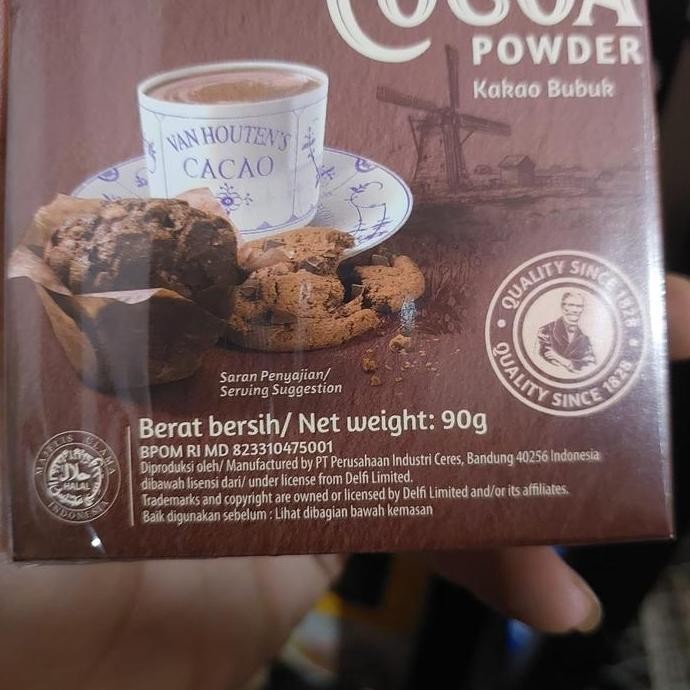 COCOA
POWDER
Kakao Bubuk
VAN HOUTEN'S
CACAO
QUALITY SINCE 1828
QUALITY SINCE 1828
Saran Penyajian/
Serving Suggestion
Berat bersih/ Net weight: 90g
BPOM RI MD 823310475001
Diproduksi oleh/ Manufactured by PT Perusahaan Industri Ceres, Bandung 40256 Indonesia
dibawah lisensi dari/ under license from Delfi Limited.
Trademarks and copyright are owned or licensed by Delfi Limited and/or its affiliates.
Baik digunakan sebelum : Lihat dibagian bawah kemasan
MAJELIS ULAMA
HALAL
INDONESIA